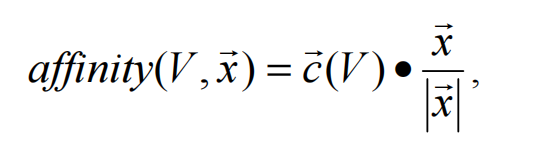 affinity(V, x⃗) = c⃗(V) • x⃗ / |x⃗|,